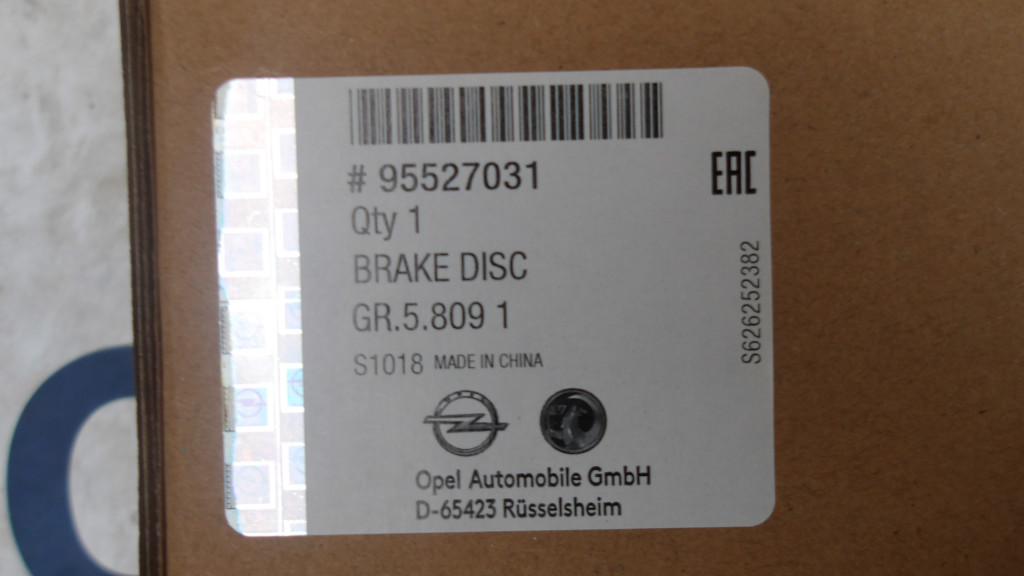 # 95527031
EAC
Qty 1
BRAKE DISC
GR.5.809 1
S1018 MADE IN CHINA
S626252382
Opel Automobile GmbH
D-65423 Rüsselsheim